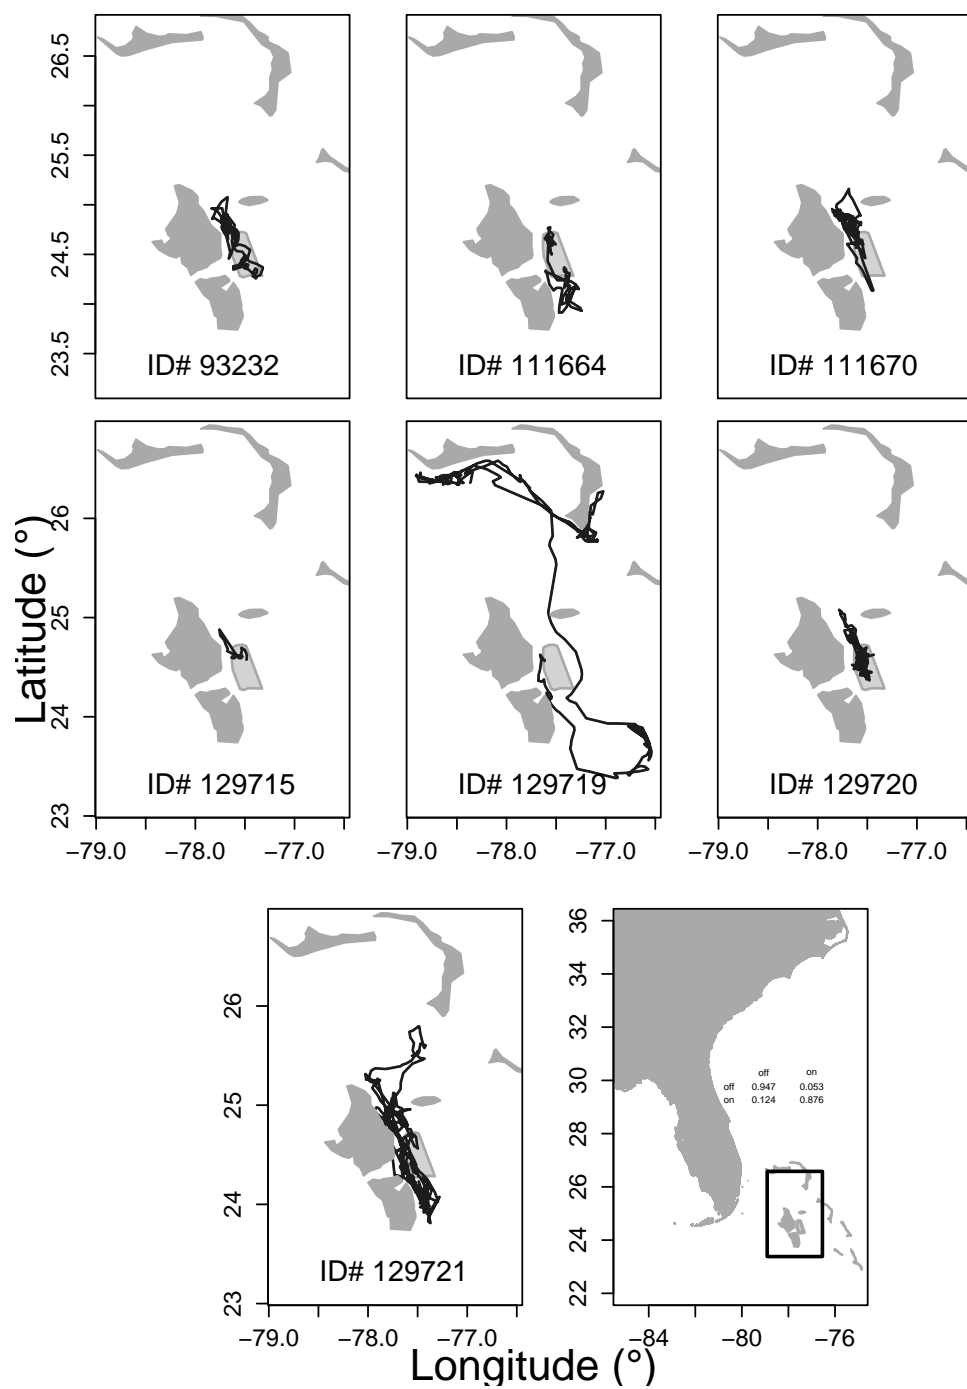 26.5
25.5
24.5
23.5
ID# 93232
ID# 111664
ID# 111670
Latitude (°)
26
25
24
23
ID# 129715
ID# 129719
ID# 129720
−79.0 −78.0 −77.0
−79.0 −78.0 −77.0
−79.0 −78.0 −77.0
26
25
24
23
ID# 129721
−79.0 −78.0 −77.0
36
34
32
30
28
26
24
22
off on
off 0.947 0.053
on 0.124 0.876
−84 −80 −76
Longitude (°)